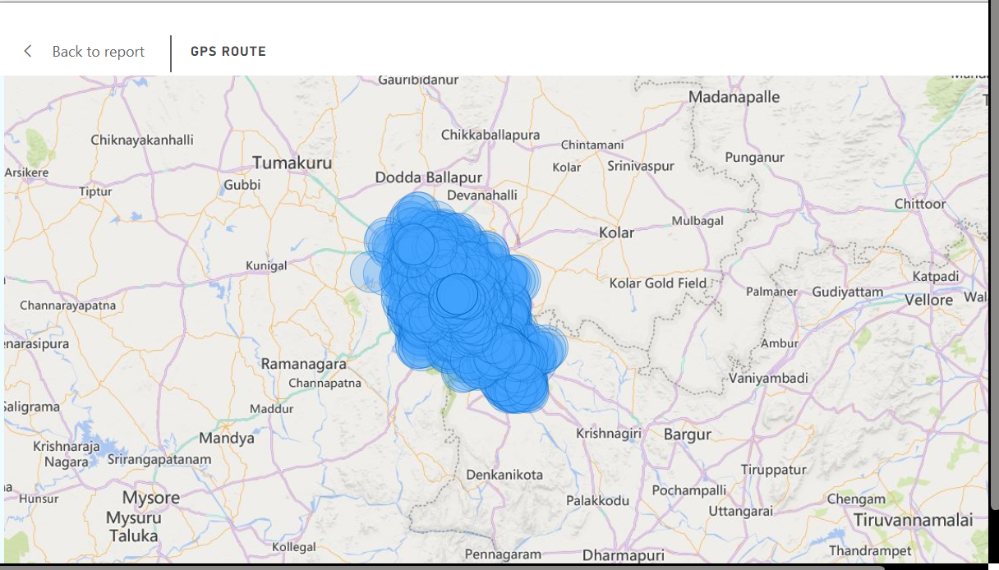 Back to report
GPS ROUTE
Gauribidanur
Madanapalle
Chikkaballapura
Chiknayakanhalli
Chintamani
Punganur
Tumakuru
Kolar
Srinivaspur
Arsikere
Dodda Ballapur
Gubbi
Tiptur
Devanahalli
Chittoor
Mulbagal
Kolar
Kunigal
Katpadi
Kolar Gold Field
Palmaner
Gudiyattam
Vellore
Channarayapatna
enarasipura
Ambur
Ramanagara
Channapatna
Vaniyambadi
Saligrama
Maddur
Krishnagiri
Bargur
Mandya
Krishnaraja
Nagara
Srirangapatanam
Tiruppatur
Denkanikota
Pochampalli
Hunsur
Mysore
Palakkodu
Chengam
Uttangarai
Mysuru
Taluka
Tiruvannamalai
Kollegal
Thandrampet
Pennagaram
Dharmapuri